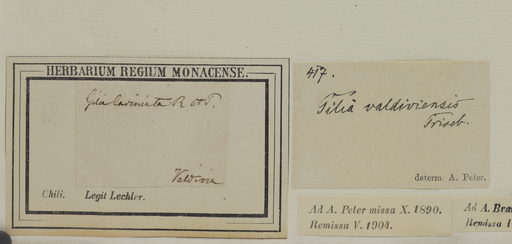 HERBARIUM REGIUM MONACENSE.
Gilia laciniata R et P.
Valdivia
Chili. Legit Lechler.
417.
Gilia valdiviensis
Griseb.
determ. A. Peter.
Ad A. Peter missa X. 1890.
Remissa V. 1904.
Ad A. Bra
Remissa